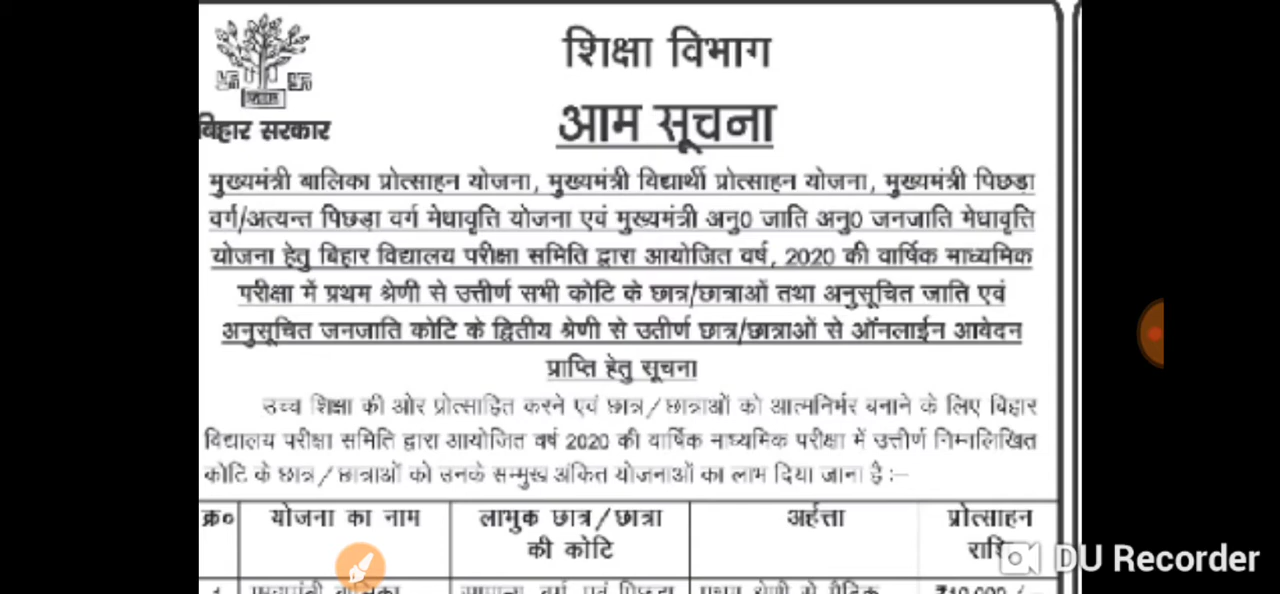 शिक्षा विभाग
आम सूचना
बिहार सरकार
मुख्यमंत्री बालिका प्रोत्साहन योजना, मुख्यमंत्री विद्यार्थी प्रोत्साहन योजना, मुख्यमंत्री पिछड़ा
वर्ग/अत्यन्त पिछड़ा वर्ग मेधावृत्ति योजना एवं मुख्यमंत्री अनु0 जाति अनु0 जनजाति मेधावृति
योजना हेतु बिहार विद्यालय परीक्षा समिति द्वारा आयोजित वर्ष, 2020 की वार्षिक माध्यमिक
परीक्षा में प्रथम श्रेणी से उत्तीर्ण सभी कोटि के छात्र/छात्राओं तथा अनुसूचित जाति एवं
अनुसूचित जनजाति कोटि के द्वितीय श्रेणी से उतीर्ण छात्र/छात्राओं से ऑनलाईन आवेदन
प्राप्ति हेतु सूचना
उच्च शिक्षा की ओर प्रोत्साहित करने एवं छात्र/छात्राओं को आत्मनिर्भर बनाने के लिए बिहार
विद्यालय परीक्षा समिति द्वारा आयोजित वर्ष 2020 की वार्षिक माध्यमिक परीक्षा में उत्तीर्ण निम्नलिखित
कोटि के छात्र/छात्राओं को उनके सन्मुख अंकित योजनाओं का लाभ दिया जाना है:–
क्र० योजना का नाम लाभुक छात्र/छात्रा अर्हत्ता प्रोत्साहन
की कोटि राशि
DU Recorder